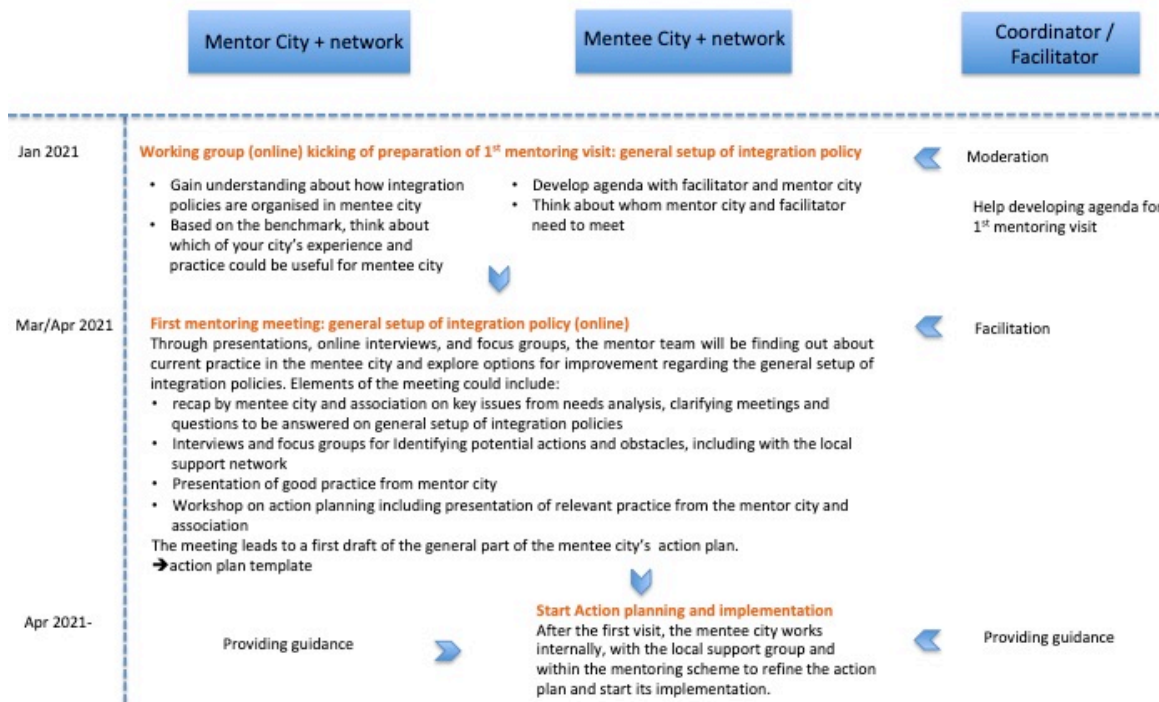 Mentor City + network
Mentee City + network
Coordinator /
Facilitator
Jan 2021
Working group (online) kicking of preparation of 1st mentoring visit: general setup of integration policy
• Gain understanding about how integration
policies are organised in mentee city
• Based on the benchmark, think about
which of your city's experience and
practice could be useful for mentee city
• Develop agenda with facilitator and mentor city
• Think about whom mentor city and facilitator
need to meet
Moderation
Help developing agenda for
1st mentoring visit
Mar/Apr 2021
First mentoring meeting: general setup of integration policy (online)
Through presentations, online interviews, and focus groups, the mentor team will be finding out about
current practice in the mentee city and explore options for improvement regarding the general setup of
integration policies. Elements of the meeting could include:
• recap by mentee city and association on key issues from needs analysis, clarifying meetings and
questions to be answered on general setup of integration policies
• Interviews and focus groups for Identifying potential actions and obstacles, including with the local
support network
• Presentation of good practice from mentor city
• Workshop on action planning including presentation of relevant practice from the mentor city and
association
The meeting leads to a first draft of the general part of the mentee city's action plan.
➔action plan template
Facilitation
Apr 2021-
Providing guidance
Start Action planning and implementation
After the first visit, the mentee city works
internally, with the local support group and
within the mentoring scheme to refine the action
plan and start its implementation.
Providing guidance